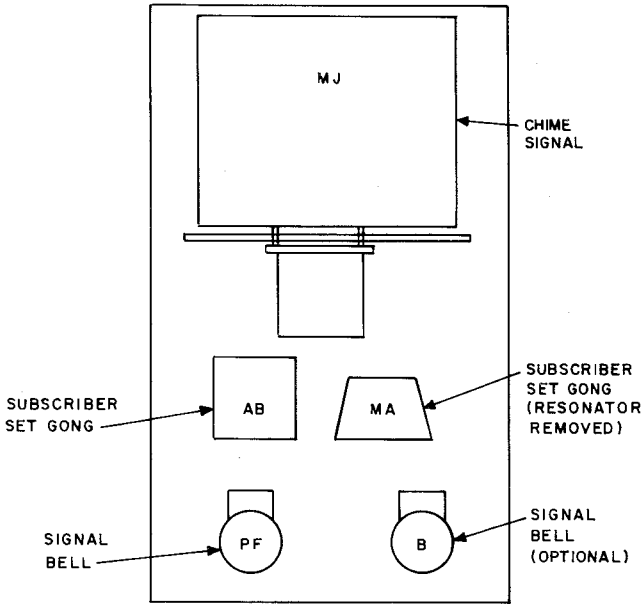 MJ
CHIME
SIGNAL
SUBSCRIBER
SET GONG
AB
MA
SUBSCRIBER
SET GONG
(RESONATOR
REMOVED)
SIGNAL
BELL
PF
B
SIGNAL
BELL
(OPTIONAL)